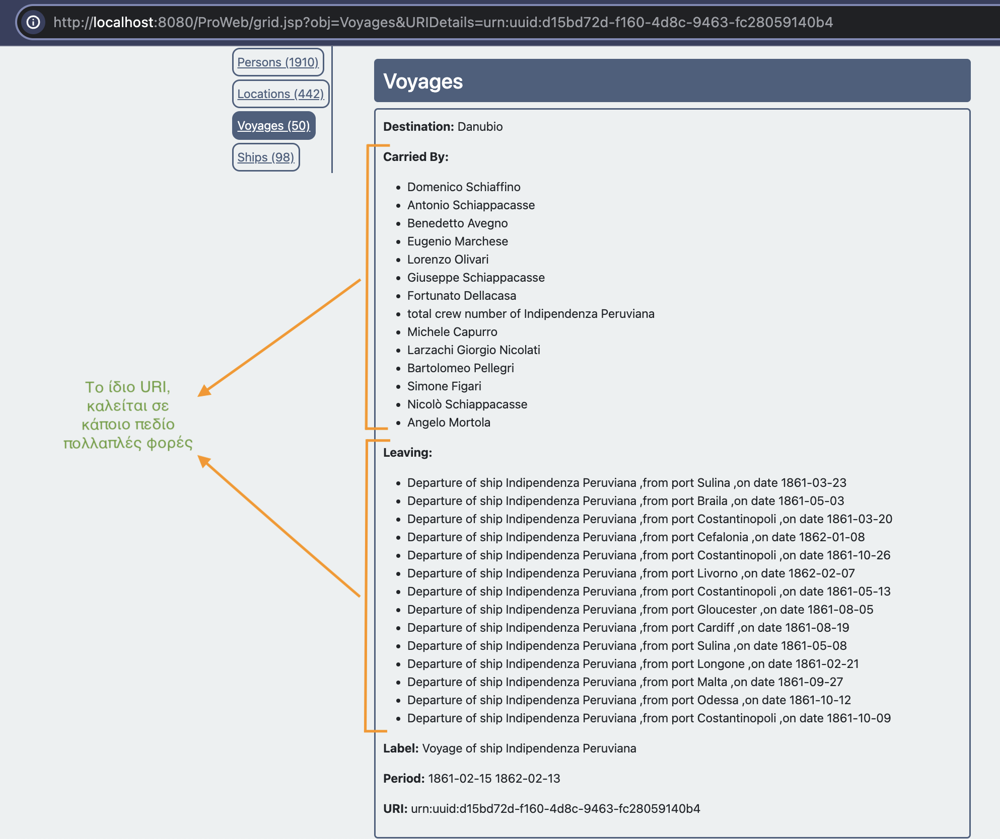 http://localhost:8080/ProWeb/grid.jsp?obj=Voyages&URIDetails=urn:uuid:d15bd72d-f160-4d8c-9463-fc28059140b4
Persons (1910)
Locations (442)
Voyages (50)
Ships (98)
Το ίδιο URI,
καλείται σε
κάποιο πεδίο
πολλαπλές φορές
Voyages
Destination: Danubio
Carried By:
Domenico Schiaffino
Antonio Schiappacasse
Benedetto Avegno
Eugenio Marchese
Lorenzo Olivari
Giuseppe Schiappacasse
Fortunato Dellacasa
total crew number of Indipendenza Peruviana
Michele Capurro
Larzachi Giorgio Nicolati
Bartolomeo Pellegri
Simone Figari
Nicolò Schiappacasse
Angelo Mortola
Leaving:
Departure of ship Indipendenza Peruviana ,from port Sulina ,on date 1861-03-23
Departure of ship Indipendenza Peruviana ,from port Braila ,on date 1861-05-03
Departure of ship Indipendenza Peruviana ,from port Costantinopoli ,on date 1861-03-20
Departure of ship Indipendenza Peruviana ,from port Cefalonia ,on date 1862-01-08
Departure of ship Indipendenza Peruviana ,from port Costantinopoli ,on date 1861-10-26
Departure of ship Indipendenza Peruviana ,from port Livorno ,on date 1862-02-07
Departure of ship Indipendenza Peruviana ,from port Costantinopoli ,on date 1861-05-13
Departure of ship Indipendenza Peruviana ,from port Gloucester ,on date 1861-08-05
Departure of ship Indipendenza Peruviana ,from port Cardiff ,on date 1861-08-19
Departure of ship Indipendenza Peruviana ,from port Sulina ,on date 1861-05-08
Departure of ship Indipendenza Peruviana ,from port Longone ,on date 1861-02-21
Departure of ship Indipendenza Peruviana ,from port Malta ,on date 1861-09-27
Departure of ship Indipendenza Peruviana ,from port Odessa ,on date 1861-10-12
Departure of ship Indipendenza Peruviana ,from port Costantinopoli ,on date 1861-10-09
Label: Voyage of ship Indipendenza Peruviana
Period: 1861-02-15 1862-02-13
URI: urn:uuid:d15bd72d-f160-4d8c-9463-fc28059140b4